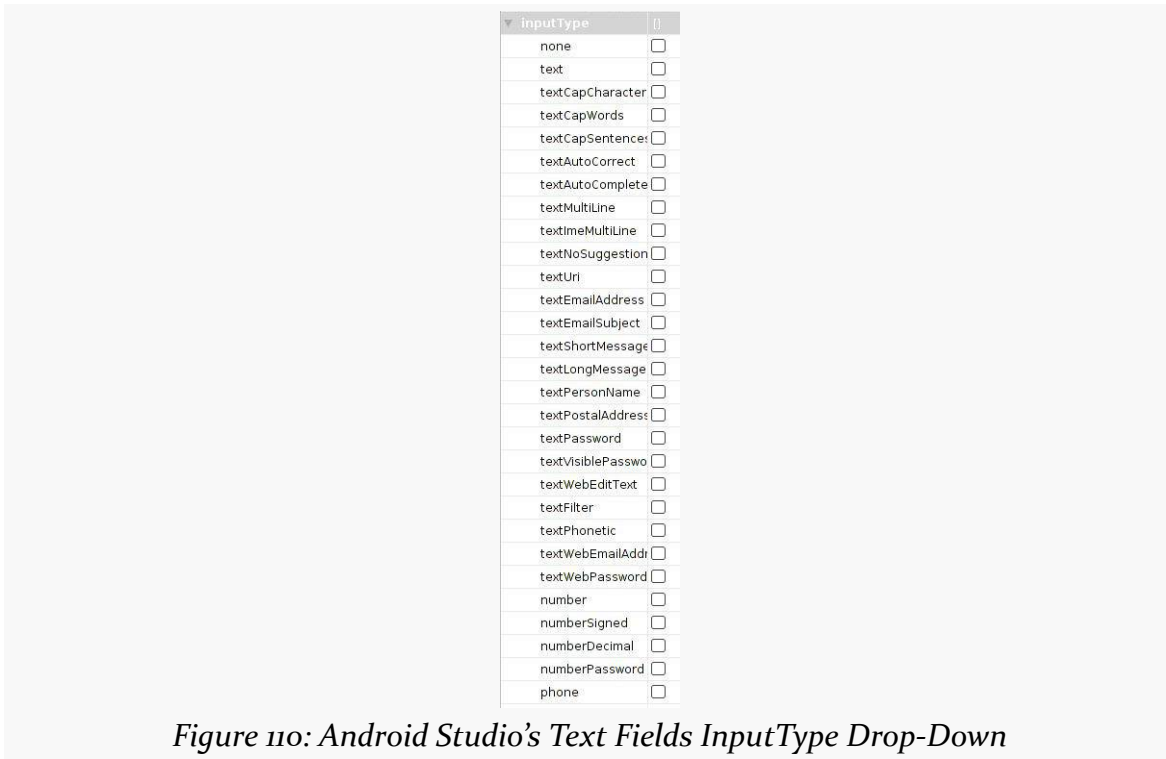 inputType []
none
text
textCapCharacter
textCapWords
textCapSentences
textAutoCorrect
textAutoComplete
textMultiLine
textImeMultiLine
textNoSuggestion
textUri
textEmailAddress
textEmailSubject
textShortMessage
textLongMessage
textPersonName
textPostalAddress
textPassword
textVisiblePasswo
textWebEditText
textFilter
textPhonetic
textWebEmailAddr
textWebPassword
number
numberSigned
numberDecimal
numberPassword
phone
Figure 110: Android Studio’s Text Fields InputType Drop-Down